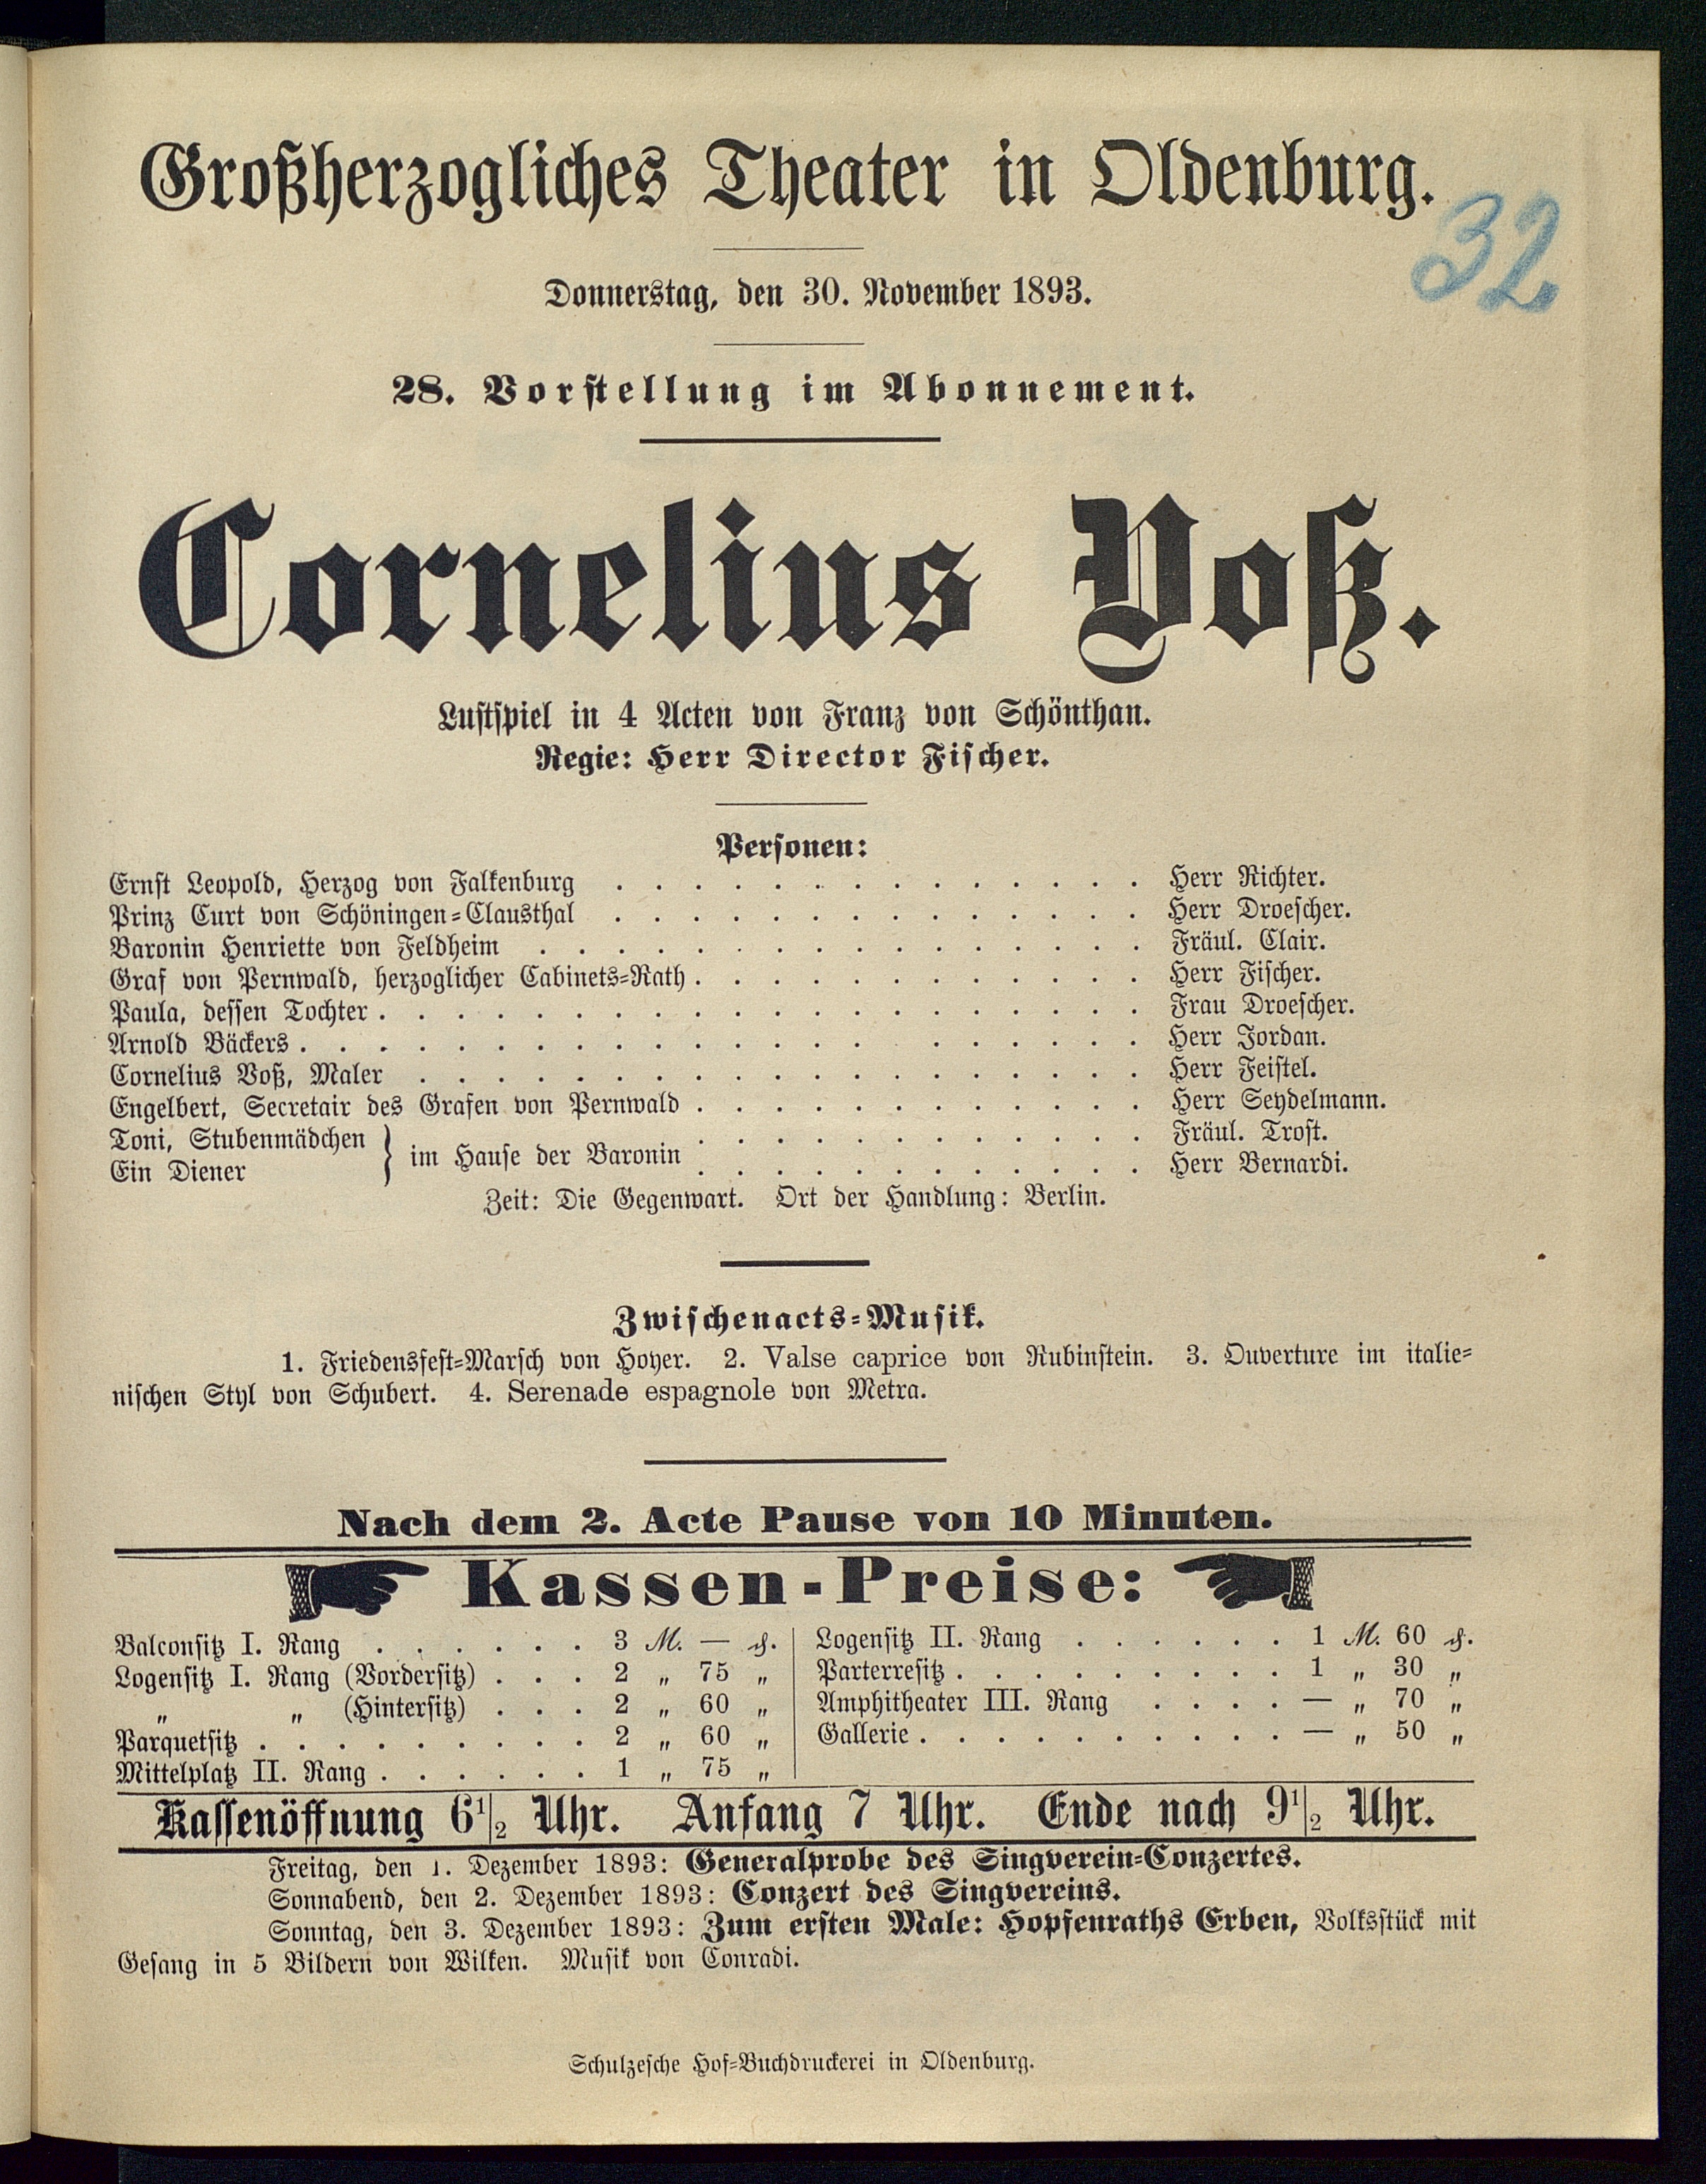 Großherzogliches Theater in Oldenburg.
32
Donnerstag, den 30. November 1893.
28. Vorstellung im Abonnement.
Cornelius Voß.
Lustspiel in 4 Acten von Franz von Schönthan.
Regie: Herr Director Fischer.
Personen:
Ernst Leopold, Herzog von Falkenburg . . . . . . . . . . . . . . Herr Richter.
Prinz Curt von Schöningen-Clausthal . . . . . . . . . . . . . . Herr Droescher.
Baronin Henriette von Feldheim . . . . . . . . . . . . . . . . Fräul. Clair.
Graf von Pernwald, herzoglicher Cabinets-Rath . . . . . . . . . . . . Herr Fischer.
Paula, dessen Tochter . . . . . . . . . . . . . . . . . . . . Frau Droescher.
Arnold Bäckers . . . . . . . . . . . . . . . . . . . . . Herr Jordan.
Cornelius Voß, Maler . . . . . . . . . . . . . . . . . . . Herr Feistel.
Engelbert, Secretair des Grafen von Pernwald . . . . . . . . . . . . Herr Seydelmann.
Toni, Stubenmädchen } im Hause der Baronin . . . . . . . . . . . . Fräul. Trost.
Ein Diener . . . . . . . . . . . . Herr Bernardi.
Zeit: Die Gegenwart. Ort der Handlung: Berlin.
Zwischenacts-Musik.
1. Friedensfest-Marsch von Hoyer. 2. Valse caprice von Rubinstein. 3. Ouverture im italie-
nischen Styl von Schubert. 4. Serenade espagnole von Metra.
Nach dem 2. Acte Pause von 10 Minuten.
Kassen-Preise:
Balconsitz I. Rang . . . . . . 3 M. — ₰.
Logensitz I. Rang (Vordersitz) . . . 2 „ 75 „
„ „ (Hintersitz) . . . 2 „ 60 „
Parquetsitz . . . . . . . . . 2 „ 60 „
Mittelplatz II. Rang . . . . . . 1 „ 75 „
Logensitz II. Rang . . . . . . 1 M. 60 ₰.
Parterresitz . . . . . . . . . 1 „ 30 „
Amphitheater III. Rang . . . . — „ 70 „
Gallerie . . . . . . . . . . — „ 50 „
Kassenöffnung 6½ Uhr. Anfang 7 Uhr. Ende nach 9½ Uhr.
Freitag, den 1. Dezember 1893: Generalprobe des Singverein-Conzertes.
Sonnabend, den 2. Dezember 1893: Conzert des Singvereins.
Sonntag, den 3. Dezember 1893: Zum ersten Male: Hopfenraths Erben, Volksstück mit
Gesang in 5 Bildern von Wilken. Musik von Conradi.
Schulzesche Hof-Buchdruckerei in Oldenburg.